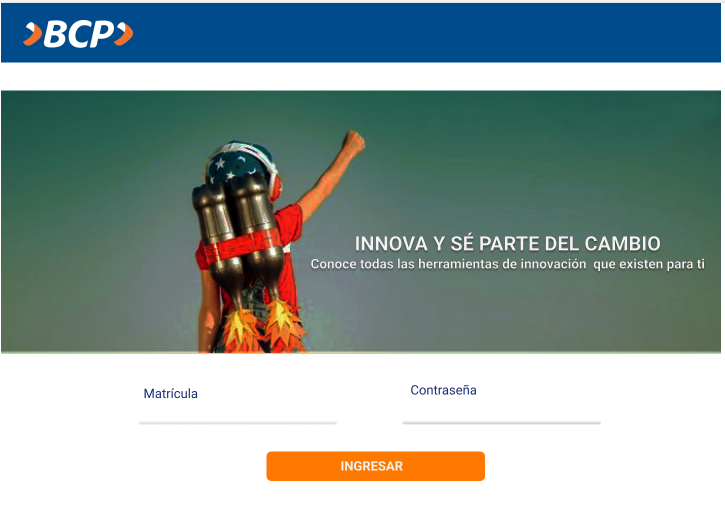 BCP
INNOVA Y SÉ PARTE DEL CAMBIO
Conoce todas las herramientas de innovación que existen para ti
Matrícula
Contraseña
INGRESAR